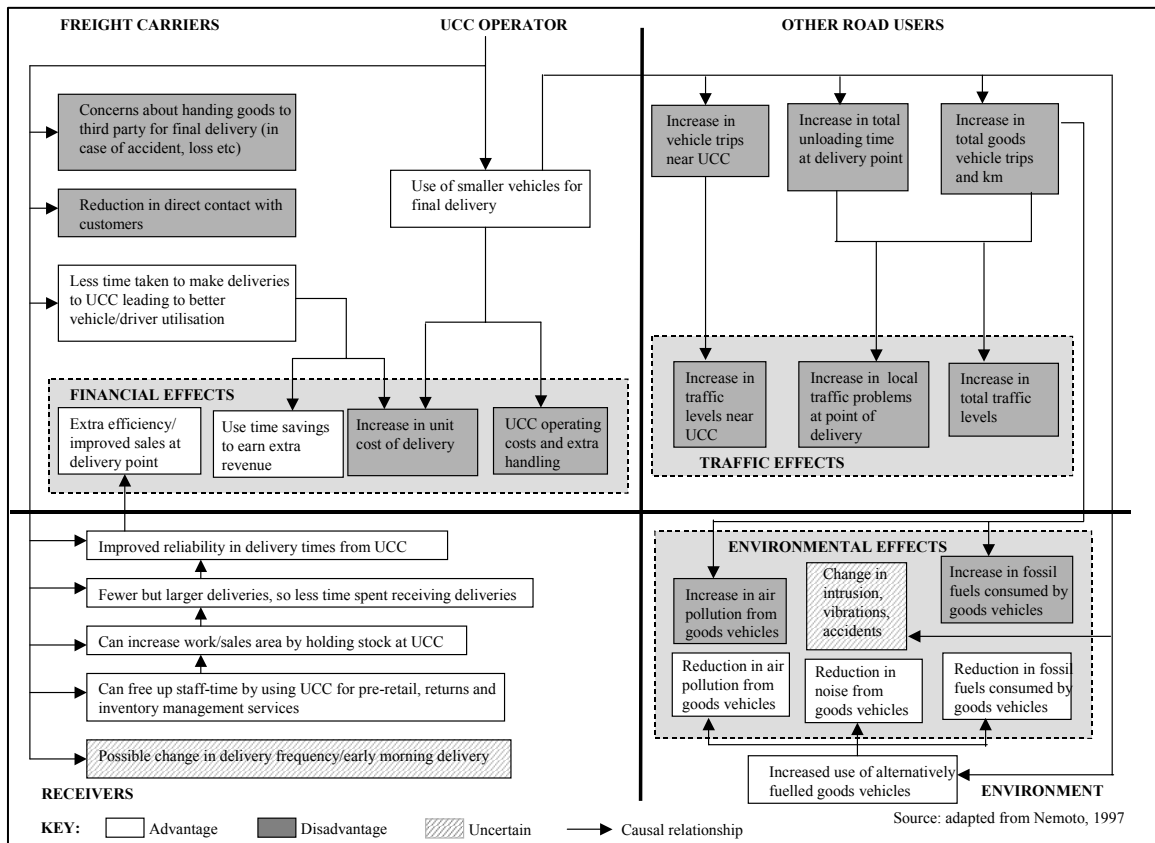 FREIGHT CARRIERS
UCC OPERATOR
OTHER ROAD USERS
Concerns about handing goods to
third party for final delivery (in
case of accident, loss etc)
Reduction in direct contact with
customers
Less time taken to make deliveries
to UCC leading to better
vehicle/driver utilisation
Use of smaller vehicles for
final delivery
Increase in
vehicle trips
near UCC
Increase in total
unloading time
at delivery point
Increase in
total goods
vehicle trips
and km
FINANCIAL EFFECTS
Extra efficiency/
improved sales at
delivery point
Use time savings
to earn extra
revenue
Increase in unit
cost of delivery
UCC operating
costs and extra
handling
Increase in
traffic
levels near
UCC
Increase in local
traffic problems
at point of
delivery
Increase in
total traffic
levels
TRAFFIC EFFECTS
Improved reliability in delivery times from UCC
Fewer but larger deliveries, so less time spent receiving deliveries
Can increase work/sales area by holding stock at UCC
Can free up staff-time by using UCC for pre-retail, returns and
inventory management services
Possible change in delivery frequency/early morning delivery
RECEIVERS
ENVIRONMENTAL EFFECTS
Increase in air
pollution from
goods vehicles
Change in
intrusion,
vibrations,
accidents
Increase in fossil
fuels consumed by
goods vehicles
Reduction in air
pollution from
goods vehicles
Reduction in
noise from
goods vehicles
Reduction in fossil
fuels consumed by
goods vehicles
Increased use of alternatively
fuelled goods vehicles
ENVIRONMENT
KEY:
Advantage
Disadvantage
Uncertain
Causal relationship
Source: adapted from Nemoto, 1997